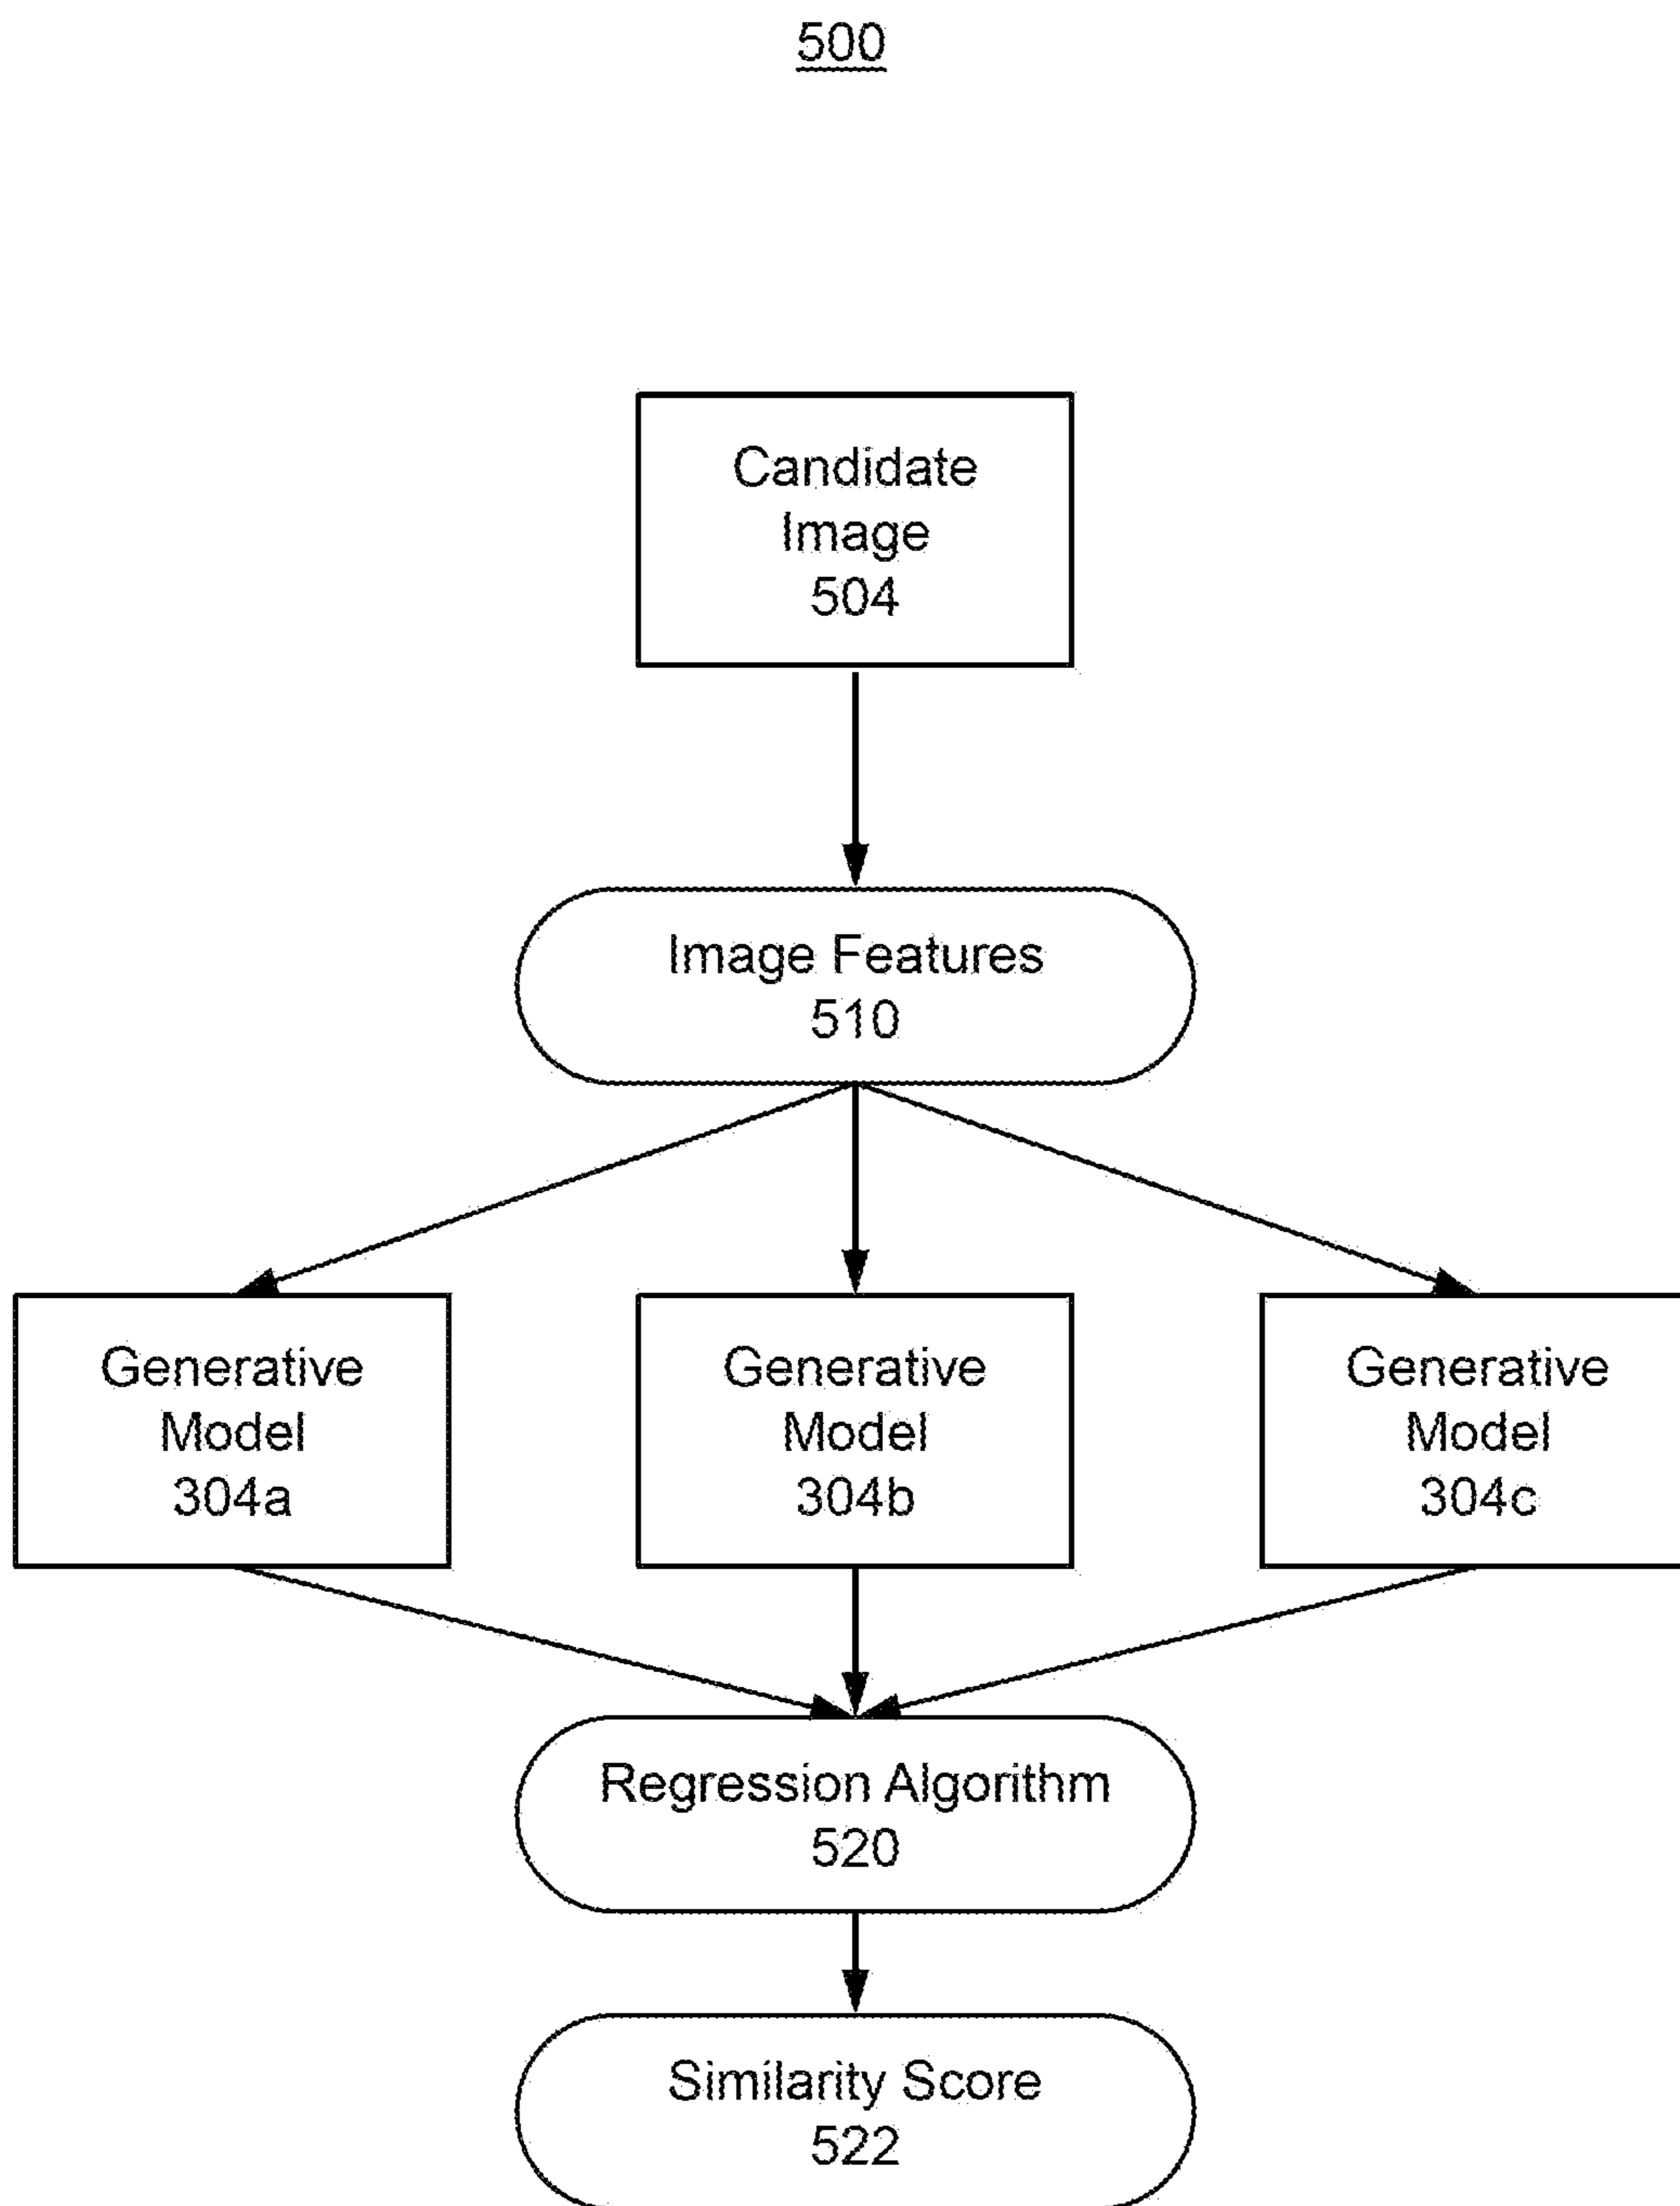 500
Candidate
Image
504
Image Features
510
Generative
Model
304a
Generative
Model
304b
Generative
Model
304c
Regression Algorithm
520
Similarity Score
522